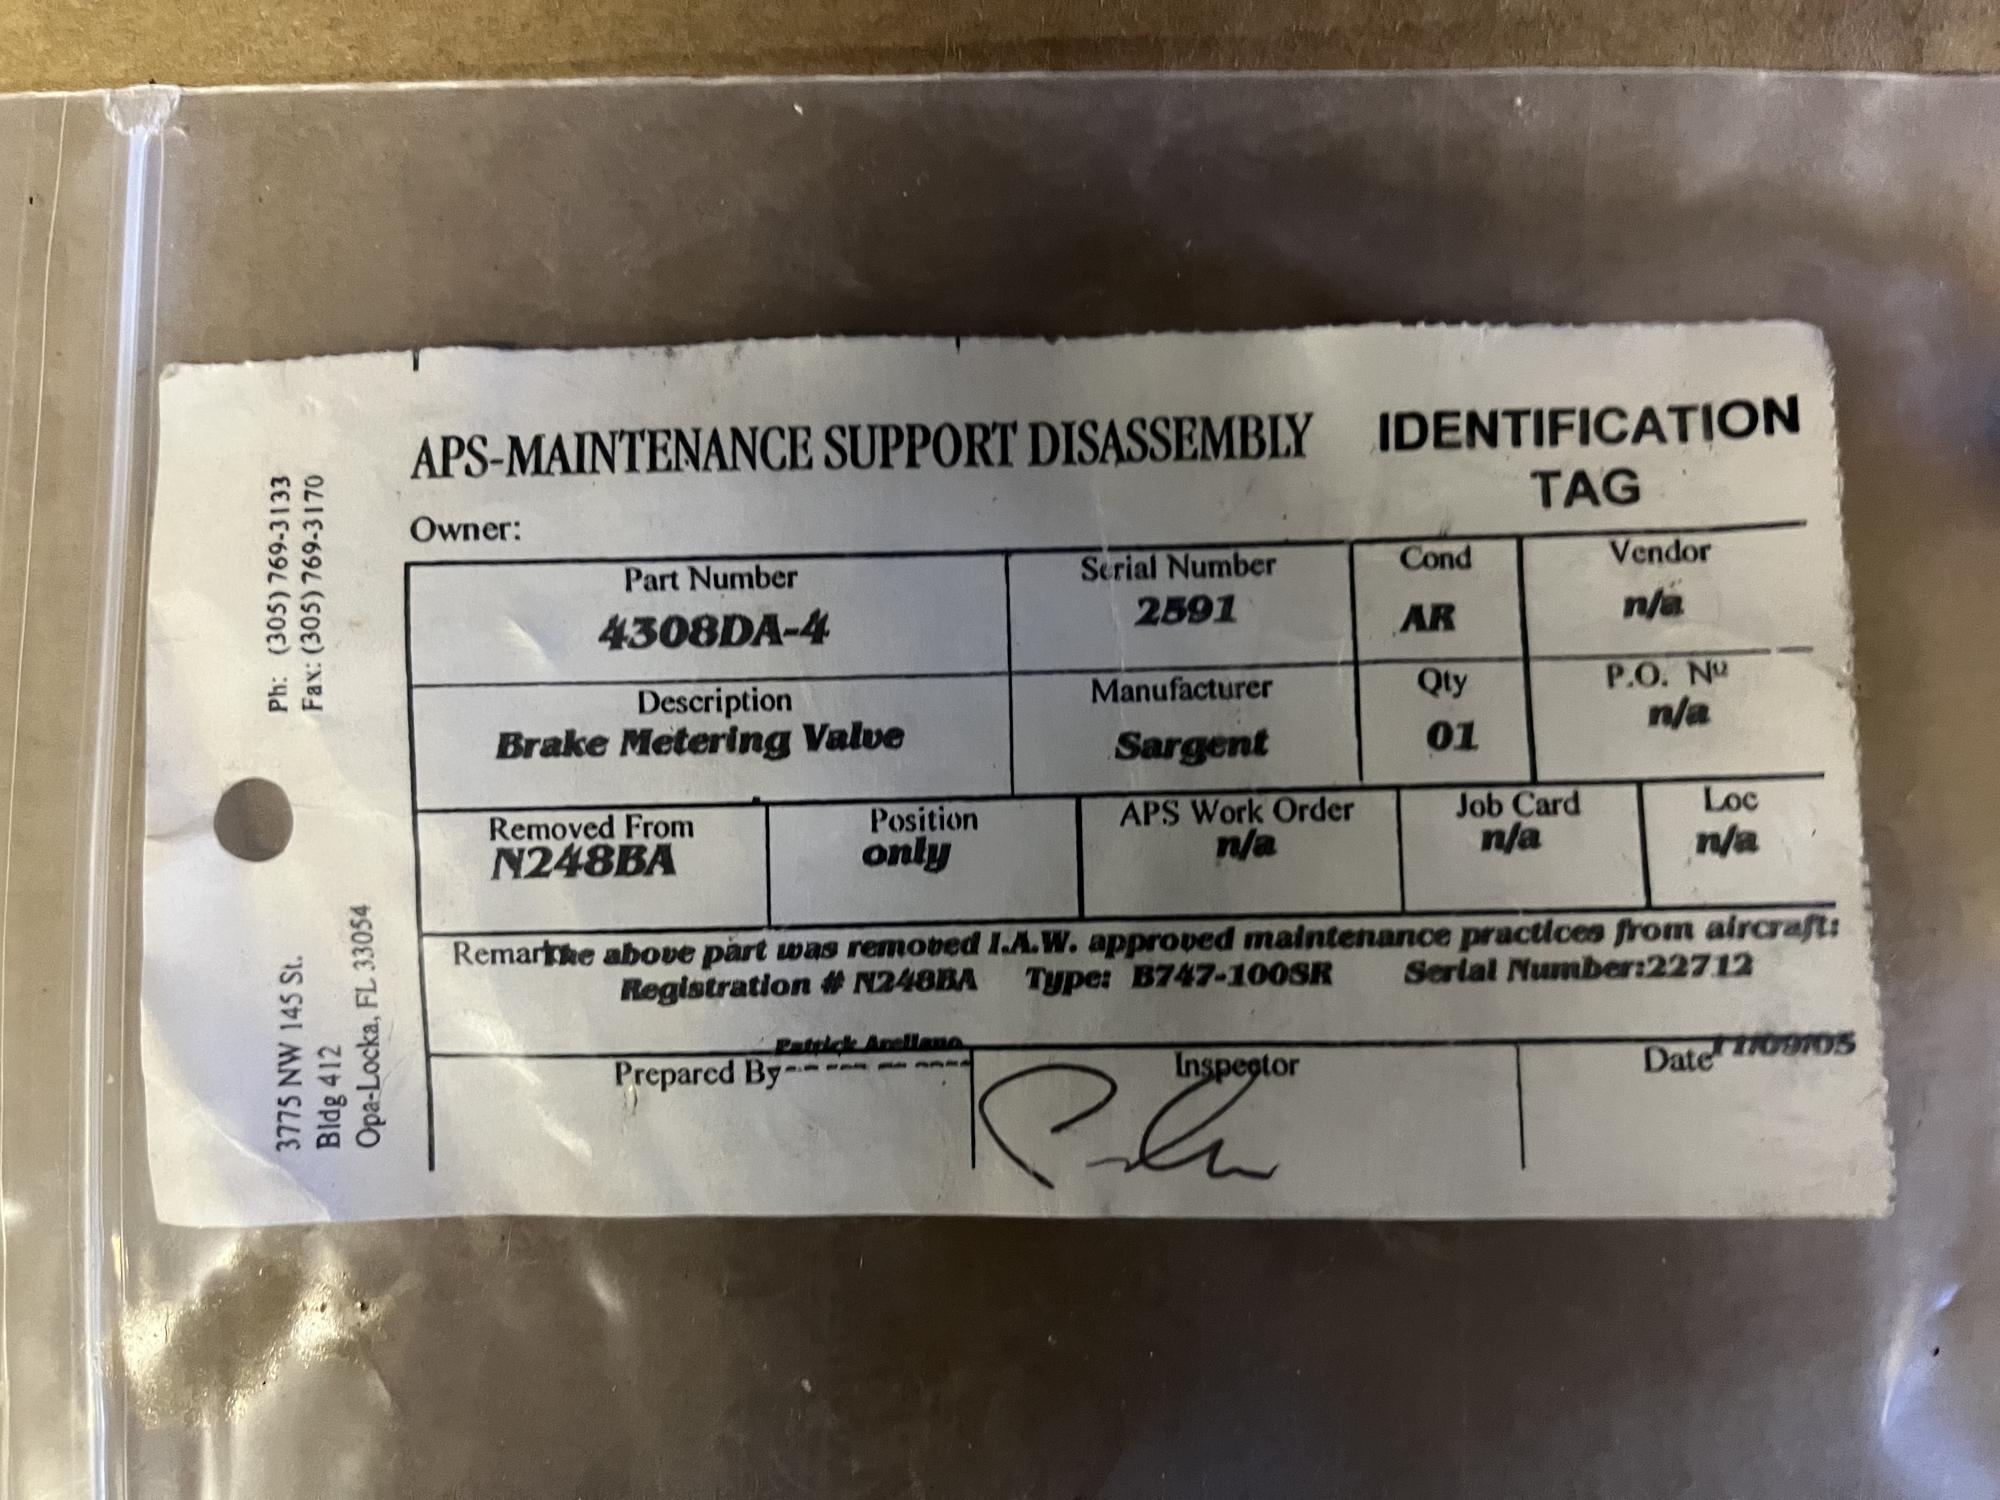 APS-MAINTENANCE SUPPORT DISASSEMBLY IDENTIFICATION TAG
Ph: (305) 769-3133
Fax: (305) 769-3170
3775 NW 145 St.
Bldg 412
Opa-Locka, FL 33054
Owner:
Part Number Serial Number Cond Vendor
4308DA-4 2591 AR n/a
Description Manufacturer Qty P.O. Nº
Brake Metering Valve Sargent 01 n/a
Removed From Position APS Work Order Job Card Loc
N248BA only n/a n/a n/a
Remark The above part was removed I.A.W. approved maintenance practices from aircraft:
Registration # N248BA Type: B747-100SR Serial Number:22712
Patrick Arellano
Prepared By Inspector Date 11/09/05